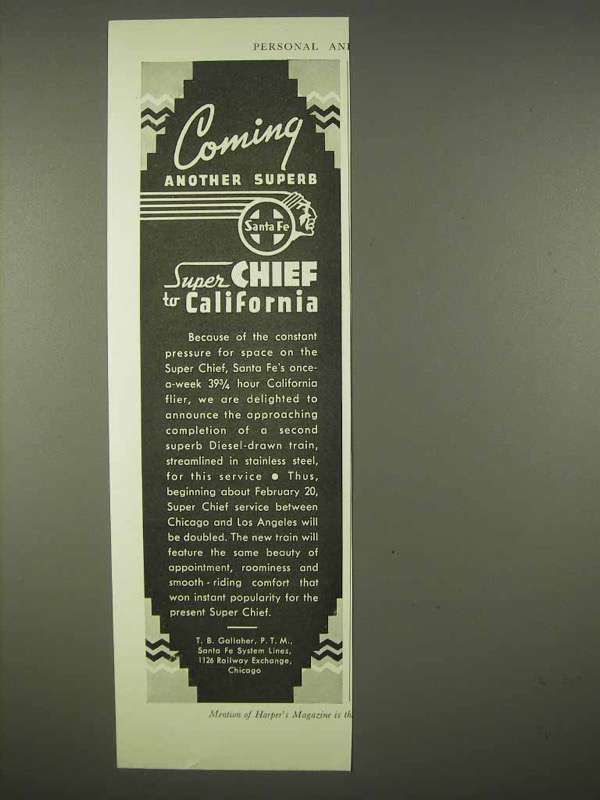 PERSONAL AN
Coming
ANOTHER SUPERB
Santa Fe
Super CHIEF
to California
Because of the constant
pressure for space on the
Super Chief, Santa Fe's once-
a-week 39¾ hour California
flier, we are delighted to
announce the approaching
completion of a second
superb Diesel-drawn train,
streamlined in stainless steel,
for this service ● Thus,
beginning about February 20,
Super Chief service between
Chicago and Los Angeles will
be doubled. The new train will
feature the same beauty of
appointment, roominess and
smooth-riding comfort that
won instant popularity for the
present Super Chief.
T. B. Gallaher, P. T. M.,
Santa Fe System Lines,
1126 Railway Exchange,
Chicago
Mention of Harper's Magazine is th